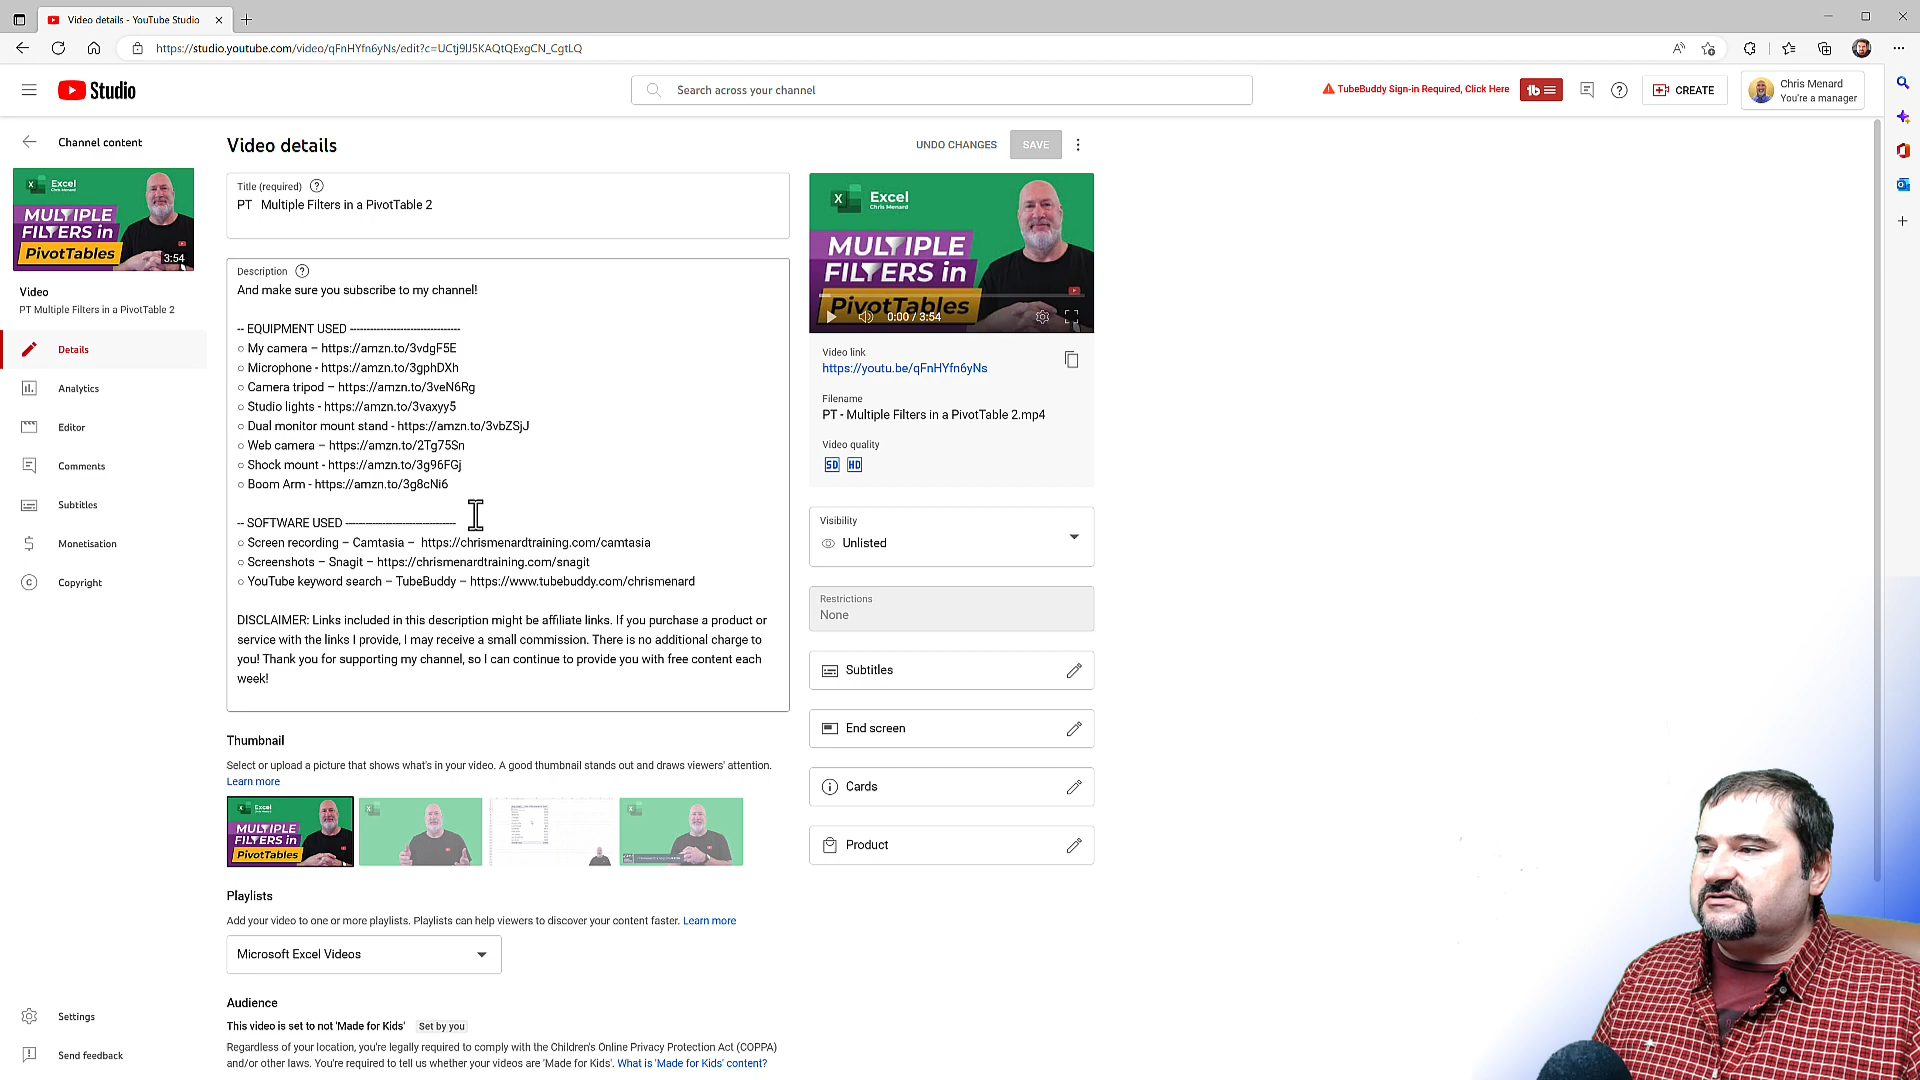 Video details - YouTube Studio
https://studio.youtube.com/video/qFnHYfn6yNs/edit?c=UCtj9lJ5KAQtQExgCN_CgtLQ
Studio
Search across your channel
TubeBuddy Sign-in Required, Click Here
tb
CREATE
Chris Menard
You're a manager
Channel content
Excel
MULTIPLE
FILTERS in
PivotTables
3:54
Video
PT Multiple Filters in a PivotTable 2
Details
Analytics
Editor
Comments
Subtitles
Monetisation
Copyright
Settings
Send feedback
Video details
UNDO CHANGES
SAVE
Title (required)
PT Multiple Filters in a PivotTable 2
Description
And make sure you subscribe to my channel!
-- EQUIPMENT USED ---------------------------------
○ My camera – https://amzn.to/3vdgF5E
○ Microphone - https://amzn.to/3gphDXh
○ Camera tripod – https://amzn.to/3veN6Rg
○ Studio lights - https://amzn.to/3vaxyy5
○ Dual monitor mount stand - https://amzn.to/3vbZSjJ
○ Web camera – https://amzn.to/2Tg75Sn
○ Shock mount - https://amzn.to/3g96FGj
○ Boom Arm - https://amzn.to/3g8cNi6
-- SOFTWARE USED ---------------------------------
○ Screen recording – Camtasia – https://chrismenardtraining.com/camtasia
○ Screenshots – Snagit – https://chrismenardtraining.com/snagit
○ YouTube keyword search – TubeBuddy – https://www.tubebuddy.com/chrismenard
DISCLAIMER: Links included in this description might be affiliate links. If you purchase a product or
service with the links I provide, I may receive a small commission. There is no additional charge to
you! Thank you for supporting my channel, so I can continue to provide you with free content each
week!
Thumbnail
Select or upload a picture that shows what's in your video. A good thumbnail stands out and draws viewers' attention.
Learn more
Excel
MULTIPLE
FILTERS in
PivotTables
Playlists
Add your video to one or more playlists. Playlists can help viewers to discover your content faster. Learn more
Microsoft Excel Videos
Audience
This video is set to not 'Made for Kids' Set by you
Regardless of your location, you're legally required to comply with the Children's Online Privacy Protection Act (COPPA)
and/or other laws. You're required to tell us whether your videos are 'Made for Kids'. What is 'Made for Kids' content?
Excel
Chris Menard
MULTIPLE
FILTERS in
PivotTables
0:00 / 3:54
Video link
https://youtu.be/qFnHYfn6yNs
Filename
PT - Multiple Filters in a PivotTable 2.mp4
Video quality
SD HD
Visibility
Unlisted
Restrictions
None
Subtitles
End screen
Cards
Product